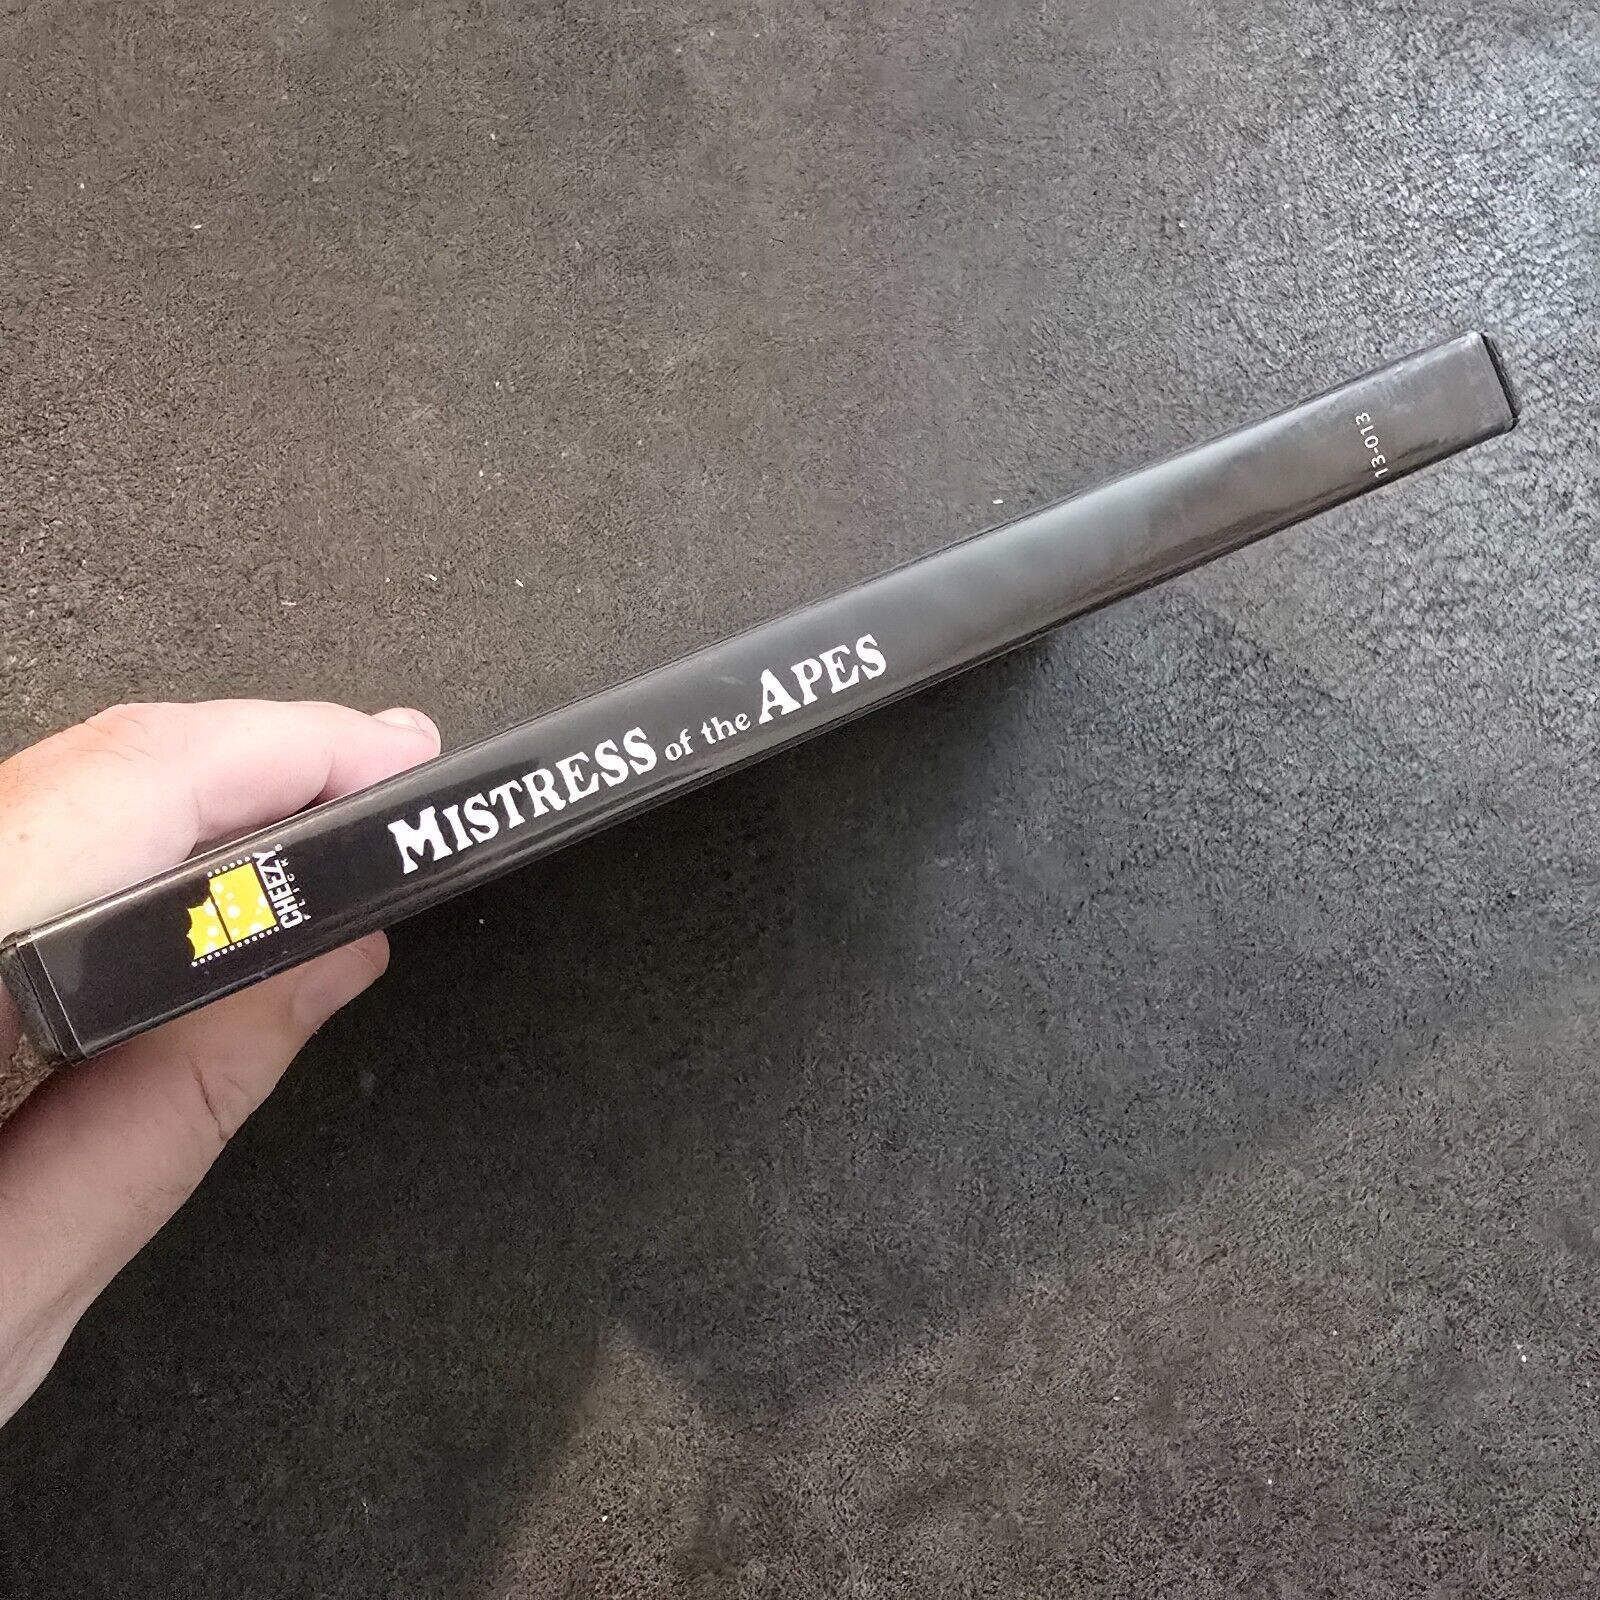 CHEEZY
FLICKS
MISTRESS of the APES
13-013